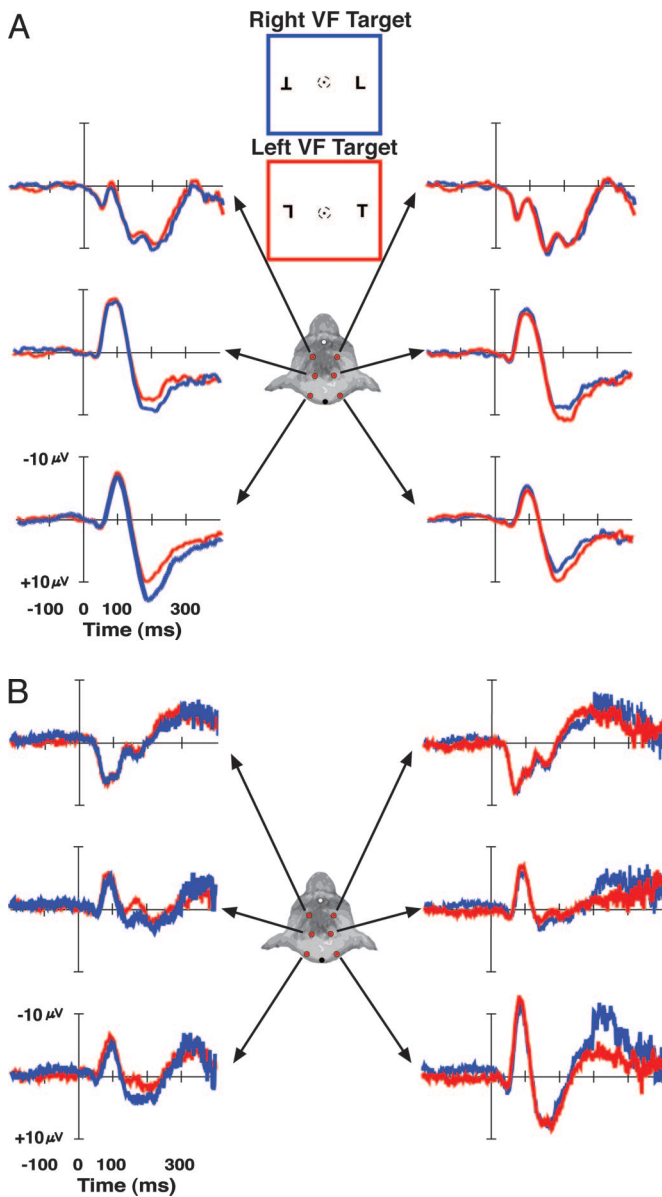 A
Right VF Target
T L
Left VF Target
L T
-10 µV
+10 µV
-100 0 100 300
Time (ms)
B
-10 µV
+10 µV
-100 0 100 300
Time (ms)